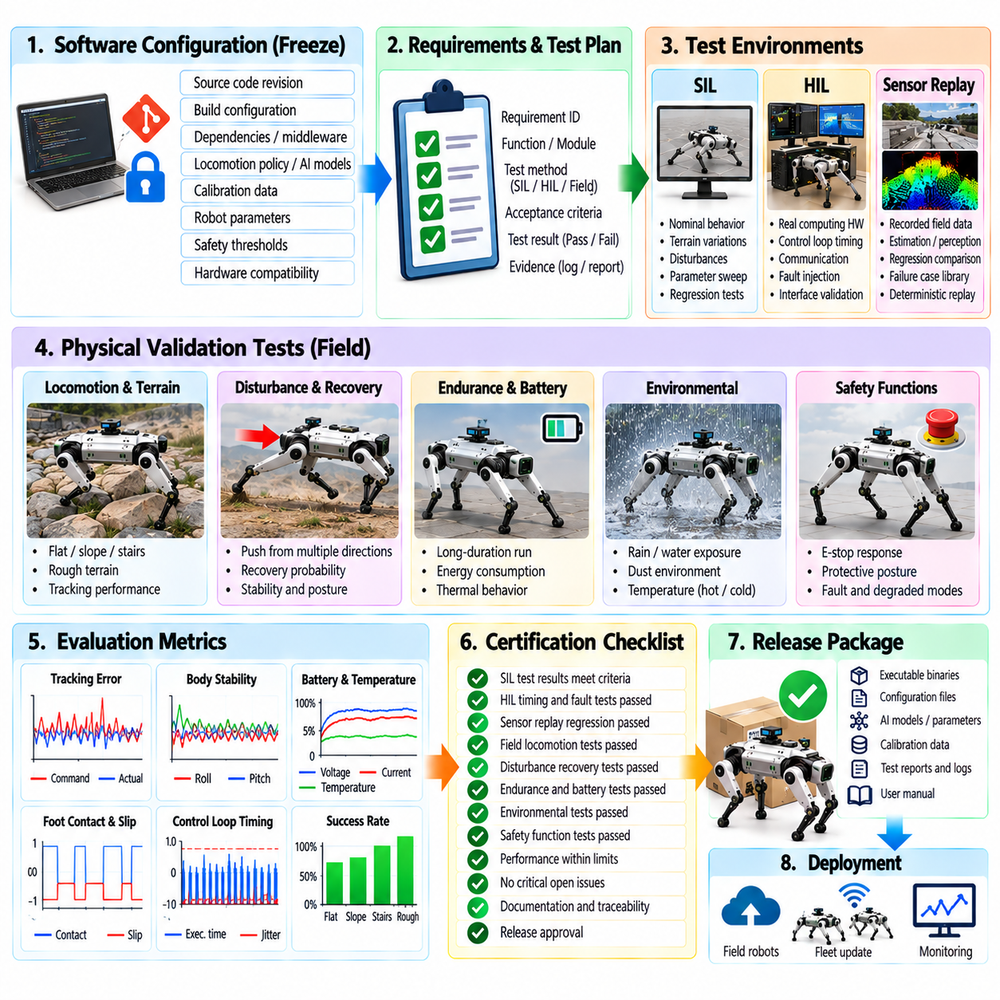 1. Software Configuration (Freeze)
Source code revision
Build configuration
Dependencies / middleware
Locomotion policy / AI models
Calibration data
Robot parameters
Safety thresholds
Hardware compatibility
2. Requirements & Test Plan
Requirement ID
Function / Module
Test method
(SIL / HIL / Field)
Acceptance criteria
Test result (Pass / Fail)
Evidence (log / report)
3. Test Environments
SIL
• Nominal behavior
• Terrain variations
• Disturbances
• Parameter sweep
• Regression tests
HIL
• Real computing HW
• Control loop timing
• Communication
• Fault injection
• Interface validation
Sensor Replay
• Recorded field data
• Estimation / perception
• Regression comparison
• Failure case library
• Deterministic replay
4. Physical Validation Tests (Field)
Locomotion & Terrain
• Flat / slope / stairs
• Rough terrain
• Tracking performance
Disturbance & Recovery
• Push from multiple directions
• Recovery probability
• Stability and posture
Endurance & Battery
• Long-duration run
• Energy consumption
• Thermal behavior
Environmental
• Rain / water exposure
• Dust environment
• Temperature (hot / cold)
Safety Functions
• E-stop response
• Protective posture
• Fault and degraded modes
5. Evaluation Metrics
Tracking Error
Command Actual
Body Stability
Roll Pitch
Battery & Temperature
100%
5%
0
Voltage Current
Temperature
Foot Contact & Slip
1
00
-1
Contact Slip
Control Loop Timing
1.0
0
-10
Exec. time Jitter
Success Rate
100%
50%
0%
Flat Slope Stairs Rough
6. Certification Checklist
SIL test results meet criteria
HIL timing and fault tests passed
Sensor replay regression passed
Field locomotion tests passed
Disturbance recovery tests passed
Endurance and battery tests passed
Environmental tests passed
Safety function tests passed
Performance within limits
No critical open issues
Documentation and traceability
Release approval
7. Release Package
Executable binaries
Configuration files
AI models / parameters
Calibration data
Test reports and logs
User manual
8. Deployment
Field robots
Fleet update
Monitoring